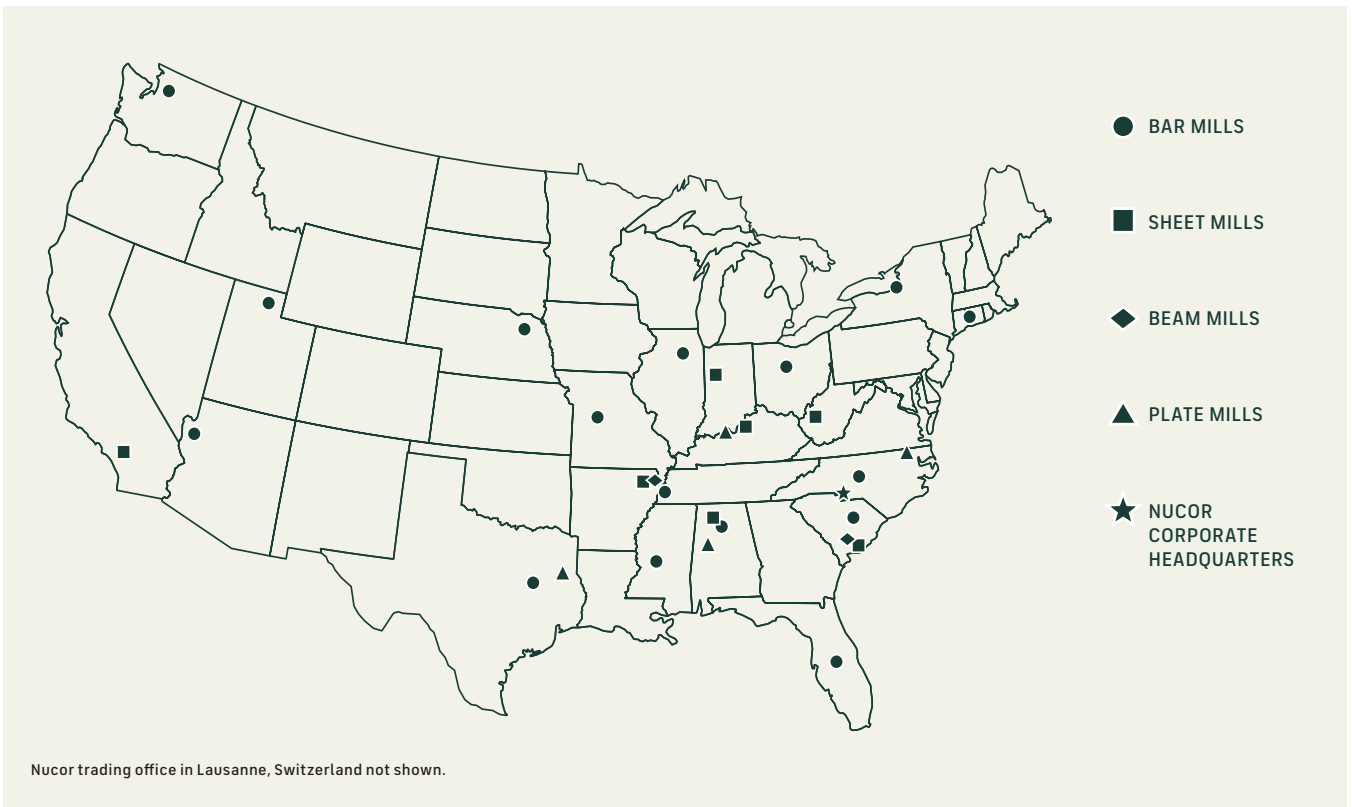 BAR MILLS
SHEET MILLS
BEAM MILLS
PLATE MILLS
NUCOR
CORPORATE
HEADQUARTERS
Nucor trading office in Lausanne, Switzerland not shown.